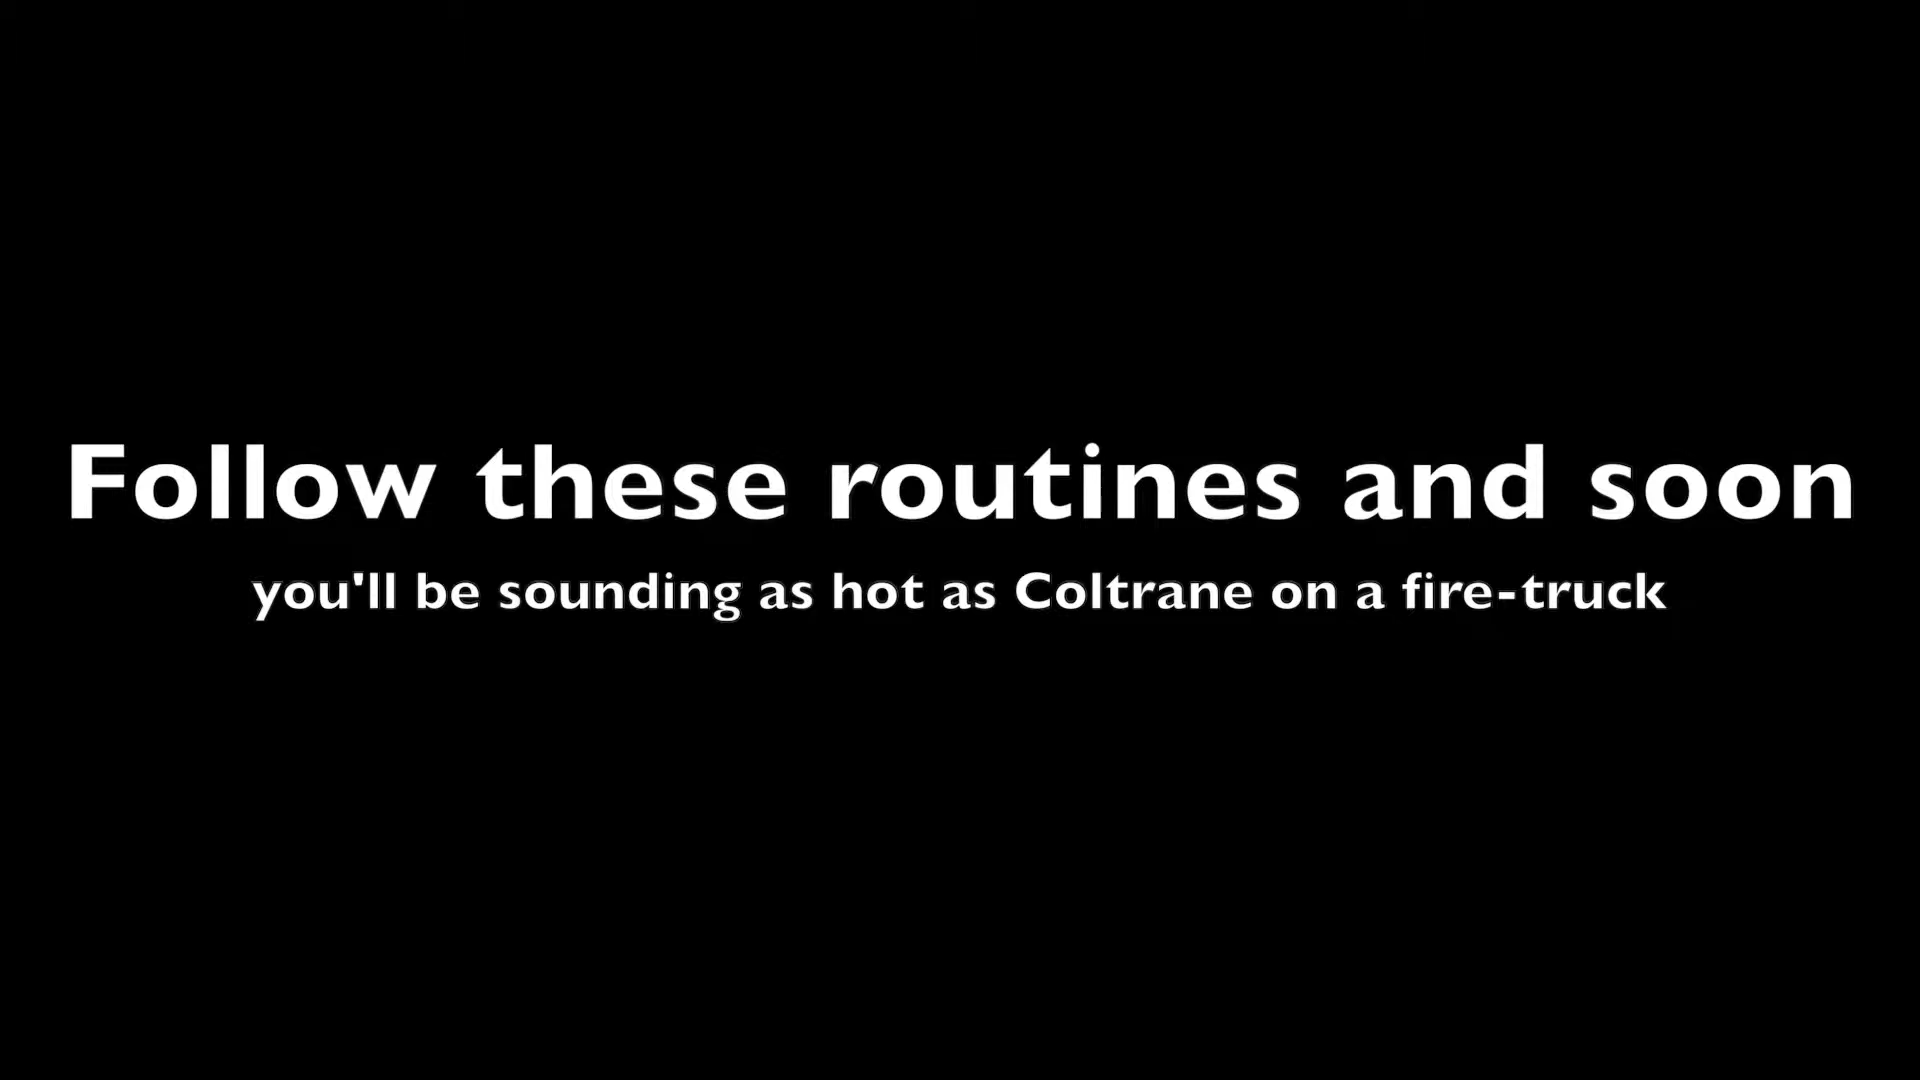 Follow these routines and soon
you'll be sounding as hot as Coltrane on a fire-truck